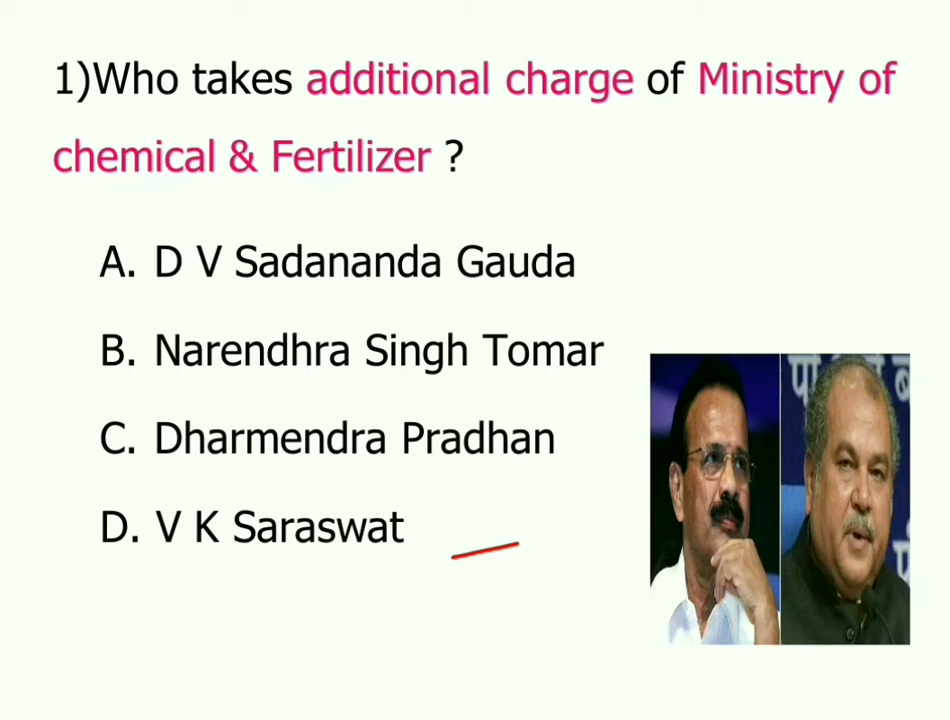 1)Who takes additional charge of Ministry of
chemical & Fertilizer ?
A. D V Sadananda Gauda
B. Narendhra Singh Tomar
C. Dharmendra Pradhan
D. V K Saraswat